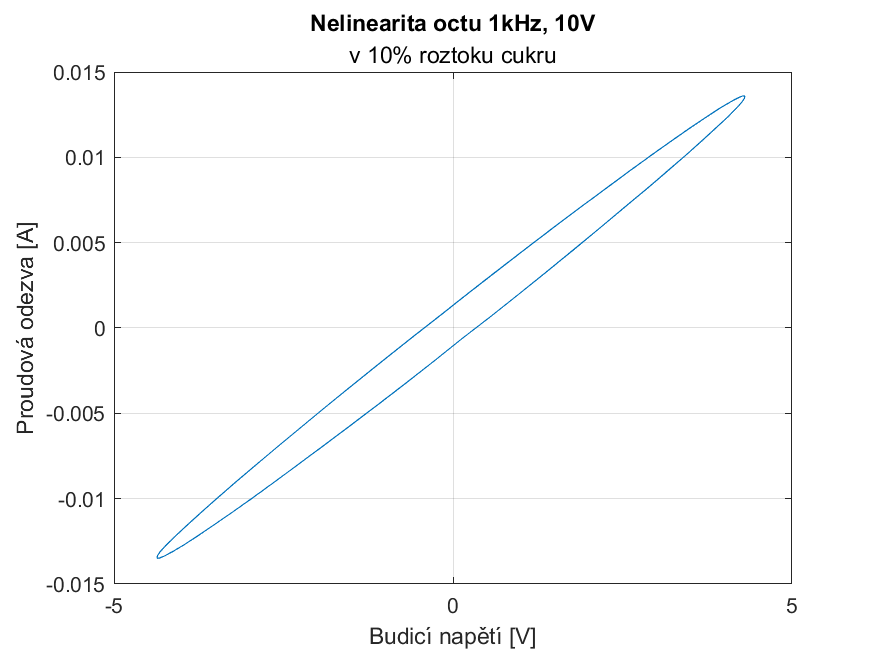 Nelinearita octu 1kHz, 10V
v 10% roztoku cukru
0.015
0.01
0.005
0
-0.005
-0.01
-0.015
Proudová odezva [A]
-5
0
5
Budicí napětí [V]